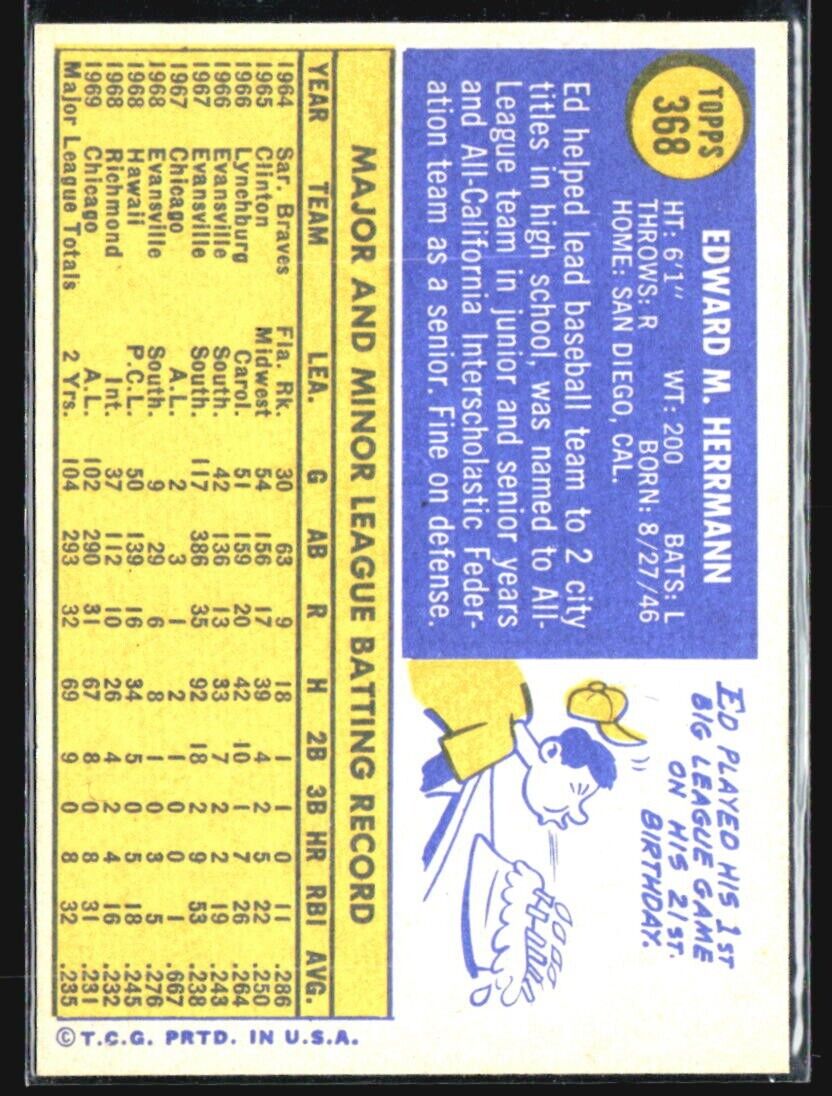 TOPPS
368
EDWARD M. HERRMANN
HT: 6'1" WT: 200 BATS: L
THROWS: R BORN: 8/27/46
HOME: SAN DIEGO, CAL.
Ed helped lead baseball team to 2 city
titles in high school, was named to All-
League team in junior and senior years
and All-California Interscholastic Feder-
ation team as a senior. Fine on defense.
ED PLAYED HIS 1ST
BIG LEAGUE GAME
ON HIS 21ST.
BIRTHDAY.
MAJOR AND MINOR LEAGUE BATTING RECORD
YEAR TEAM LEA. G AB R H 2B 3B HR RBI AVG.
1964 Sar. Braves Fla. Rk. 30 63 9 18 1 1 0 11 .286
1965 Clinton Midwest 54 156 17 39 4 2 5 22 .250
1966 Lynchburg Carol. 51 159 20 42 10 1 7 26 .264
1966 Evansville South. 42 136 13 33 7 2 2 19 .243
1967 Evansville South. 117 386 35 92 18 2 9 53 .238
1967 Chicago A.L. 2 3 1 2 1 0 0 1 .667
1968 Evansville South. 9 29 6 8 1 0 3 5 .276
1968 Hawaii P.C.L. 50 139 16 34 5 0 5 18 .245
1968 Richmond Int. 37 112 10 26 4 2 4 16 .232
1969 Chicago A.L. 102 290 31 67 8 0 8 31 .231
Major League Totals 2 Yrs. 104 293 32 69 9 0 8 32 .235
© T.C.G. PRTD. IN U.S.A.